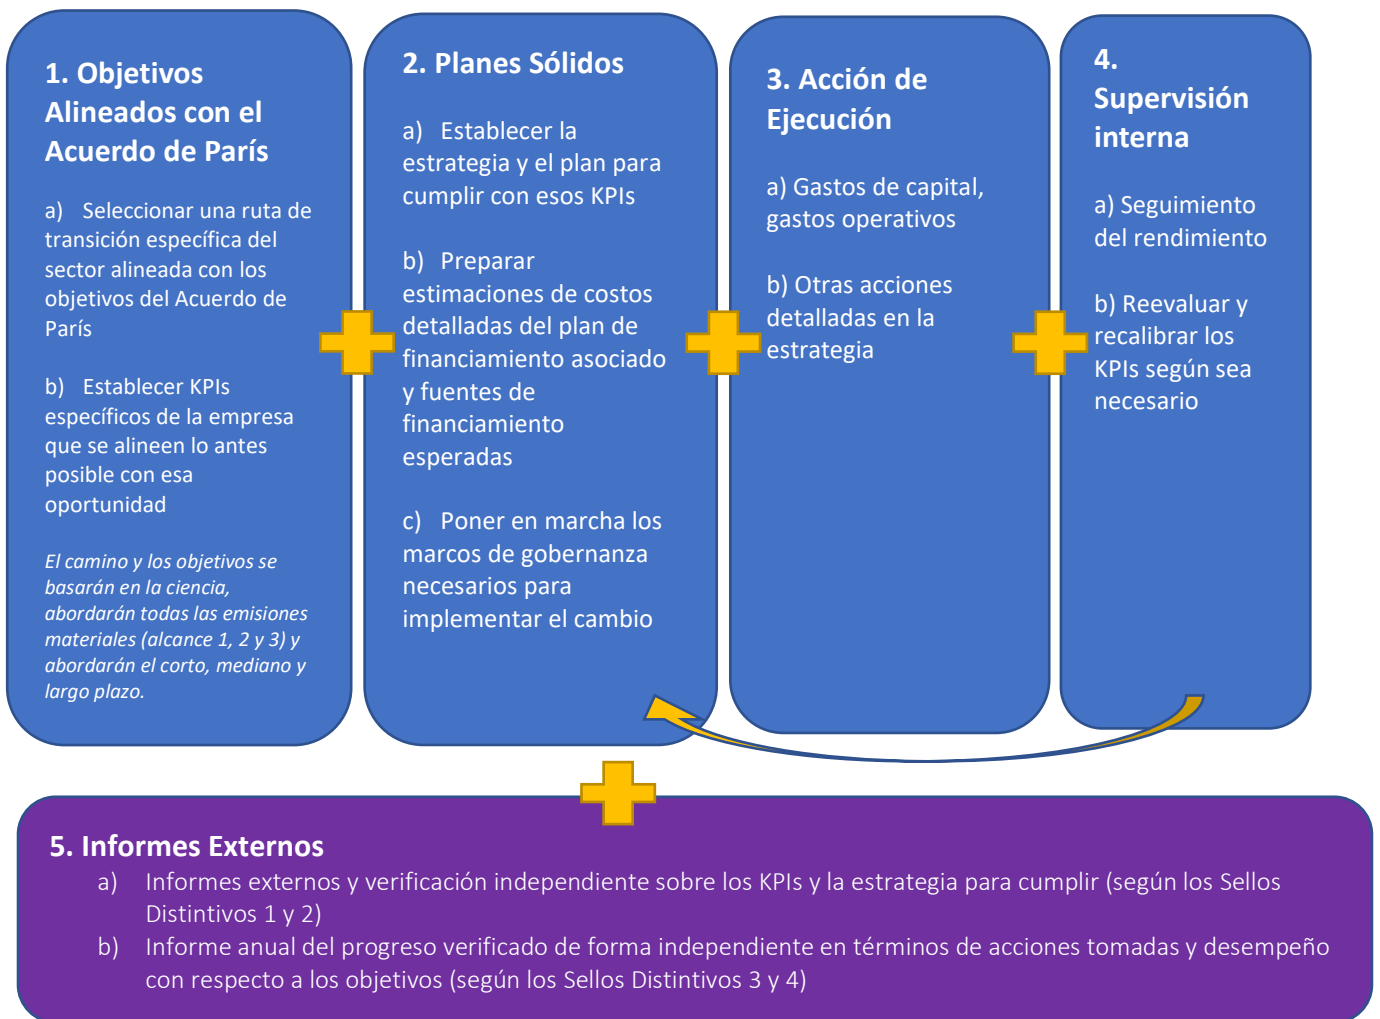 1. Objetivos
Alineados con el
Acuerdo de París
a) Seleccionar una ruta de
transición específica del
sector alineada con los
objetivos del Acuerdo de
París
b) Establecer KPIs
específicos de la empresa
que se alineen lo antes
posible con esa
oportunidad
El camino y los objetivos se
basarán en la ciencia,
abordarán todas las emisiones
materiales (alcance 1, 2 y 3) y
abordarán el corto, mediano y
largo plazo.
2. Planes Sólidos
a) Establecer la
estrategia y el plan para
cumplir con esos KPIs
b) Preparar
estimaciones de costos
detalladas del plan de
financiamiento asociado
y fuentes de
financiamiento
esperadas
c) Poner en marcha los
marcos de gobernanza
necesarios para
implementar el cambio
3. Acción de
Ejecución
a) Gastos de capital,
gastos operativos
b) Otras acciones
detalladas en la
estrategia
4.
Supervisión
interna
a) Seguimiento
del rendimiento
b) Reevaluar y
recalibrar los
KPIs según sea
necesario
5. Informes Externos
a) Informes externos y verificación independiente sobre los KPIs y la estrategia para cumplir (según los Sellos
Distintivos 1 y 2)
b) Informe anual del progreso verificado de forma independiente en términos de acciones tomadas y desempeño
con respecto a los objetivos (según los Sellos Distintivos 3 y 4)